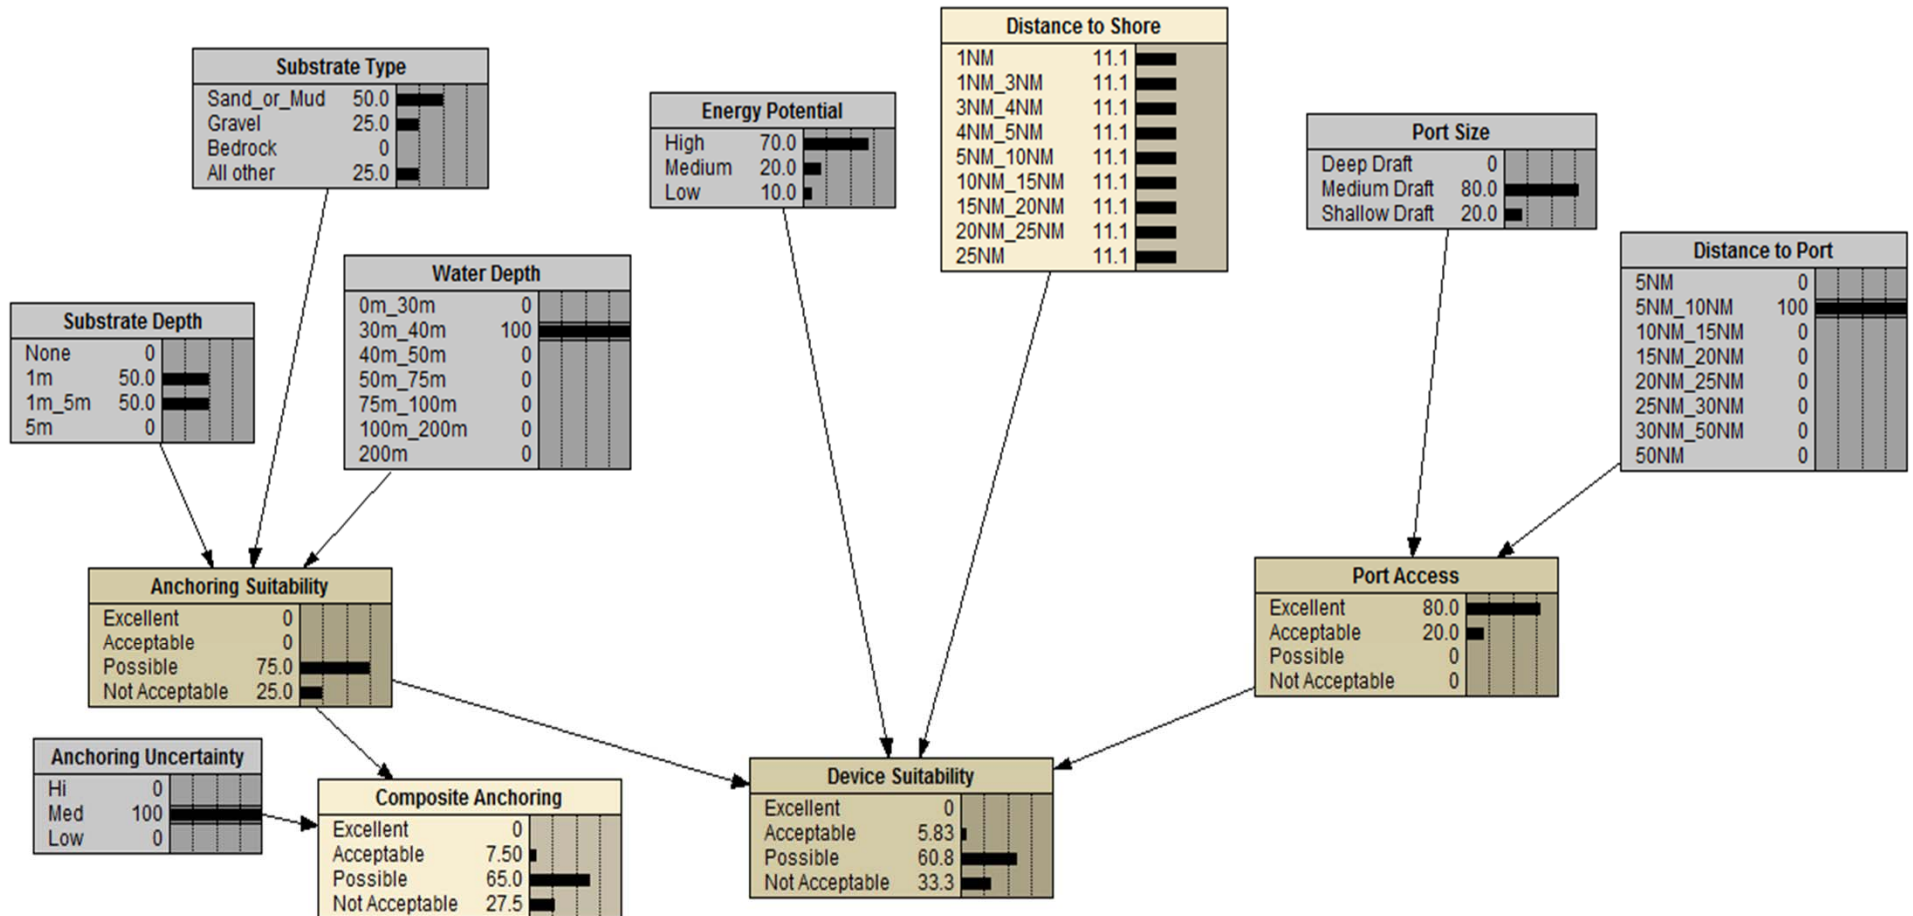 Distance to Shore
1NM 11.1
1NM_3NM 11.1
3NM_4NM 11.1
4NM_5NM 11.1
5NM_10NM 11.1
10NM_15NM 11.1
15NM_20NM 11.1
20NM_25NM 11.1
25NM 11.1
Substrate Type
Sand_or_Mud 50.0
Gravel 25.0
Bedrock 0
All other 25.0
Energy Potential
High 70.0
Medium 20.0
Low 10.0
Port Size
Deep Draft 0
Medium Draft 80.0
Shallow Draft 20.0
Distance to Port
5NM 0
5NM_10NM 100
10NM_15NM 0
15NM_20NM 0
20NM_25NM 0
25NM_30NM 0
30NM_50NM 0
50NM 0
Water Depth
0m_30m 0
30m_40m 100
40m_50m 0
50m_75m 0
75m_100m 0
100m_200m 0
200m 0
Substrate Depth
None 0
1m 50.0
1m_5m 50.0
5m 0
Anchoring Suitability
Excellent 0
Acceptable 0
Possible 75.0
Not Acceptable 25.0
Port Access
Excellent 80.0
Acceptable 20.0
Possible 0
Not Acceptable 0
Anchoring Uncertainty
Hi 0
Med 100
Low 0
Composite Anchoring
Excellent 0
Acceptable 7.50
Possible 65.0
Not Acceptable 27.5
Device Suitability
Excellent 0
Acceptable 5.83
Possible 60.8
Not Acceptable 33.3